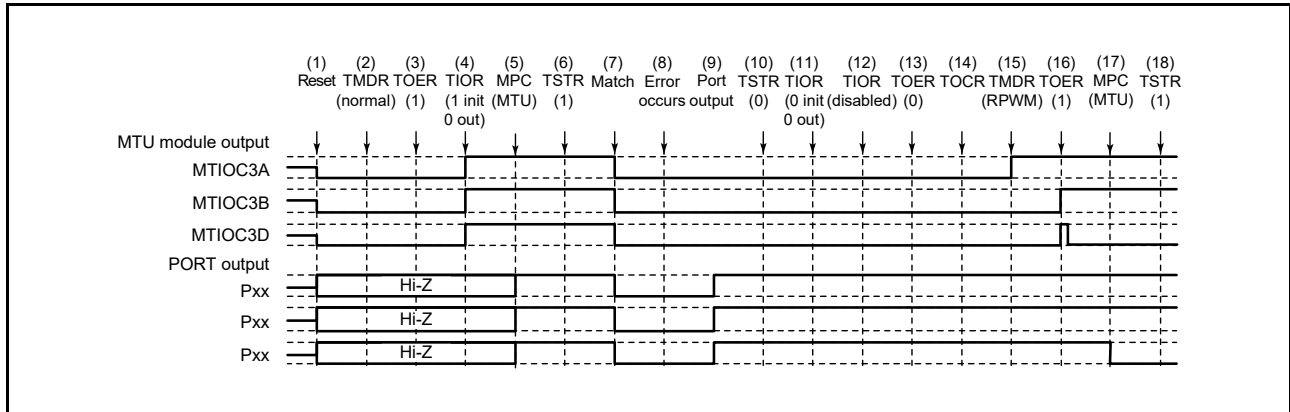 (1) (2) (3) (4) (5) (6) (7) (8) (9) (10) (11) (12) (13) (14) (15) (16) (17) (18)
Reset TMDR TOER TIOR MPC TSTR Match Error Port TSTR TIOR TIOR TOER TOCR TMDR TOER MPC TSTR
(normal) (1) (1 init (MTU) (1) occurs output (0) (0 init (disabled) (0) (RPWM) (1) (MTU) (1)
0 out) 0 out)
MTU module output
MTIOC3A
MTIOC3B
MTIOC3D
PORT output
Pxx Hi-Z
Pxx Hi-Z
Pxx Hi-Z